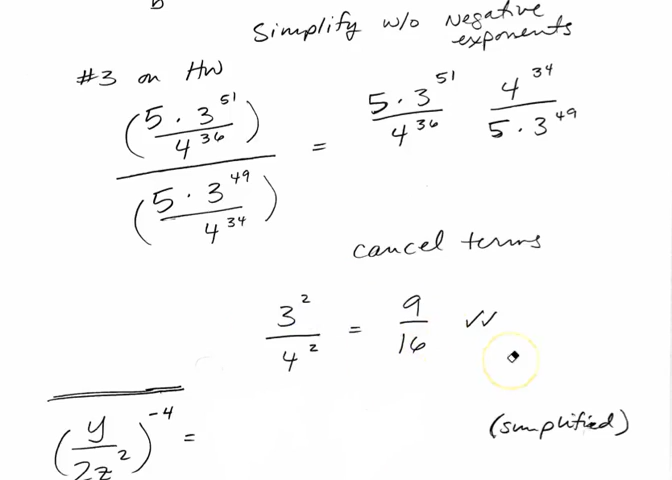 b
Simplify w/o Negative exponents
#3 on HW
(5 · 3^51 / 4^36) / (5 · 3^49 / 4^34) = 5 · 3^51 / 4^36   4^34 / 5 · 3^49
cancel terms
3^2 / 4^2 = 9 / 16 ✓✓
(y / 2z^2)^-4 =
(simplified)